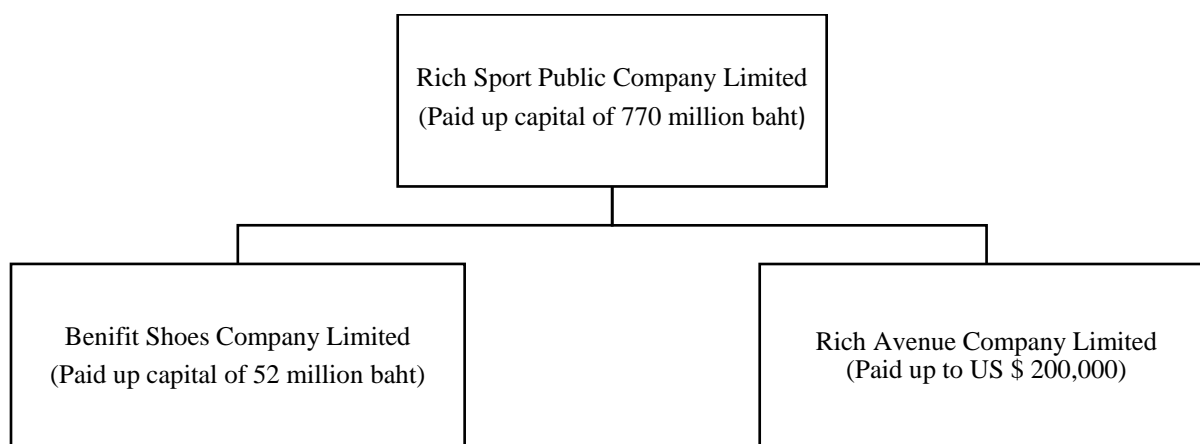 Rich Sport Public Company Limited
(Paid up capital of 770 million baht)
Benifit Shoes Company Limited
(Paid up capital of 52 million baht)
Rich Avenue Company Limited
(Paid up to US $ 200,000)